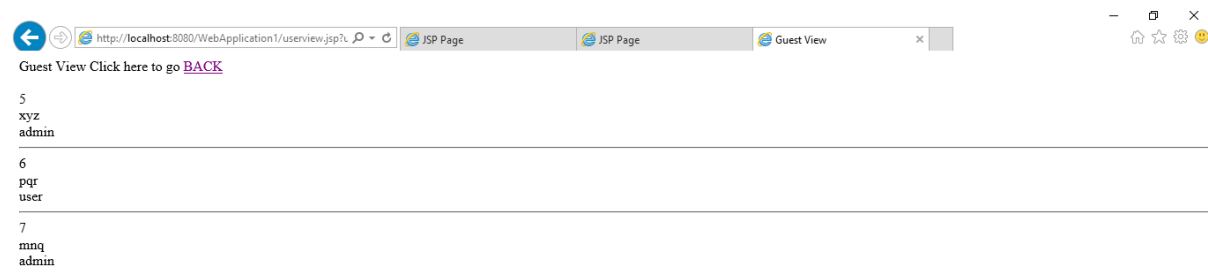 http://localhost:8080/WebApplication1/userview.jsp?u
JSP Page
JSP Page
Guest View
Guest View Click here to go BACK
5
xyz
admin
6
pqr
user
7
mnq
admin